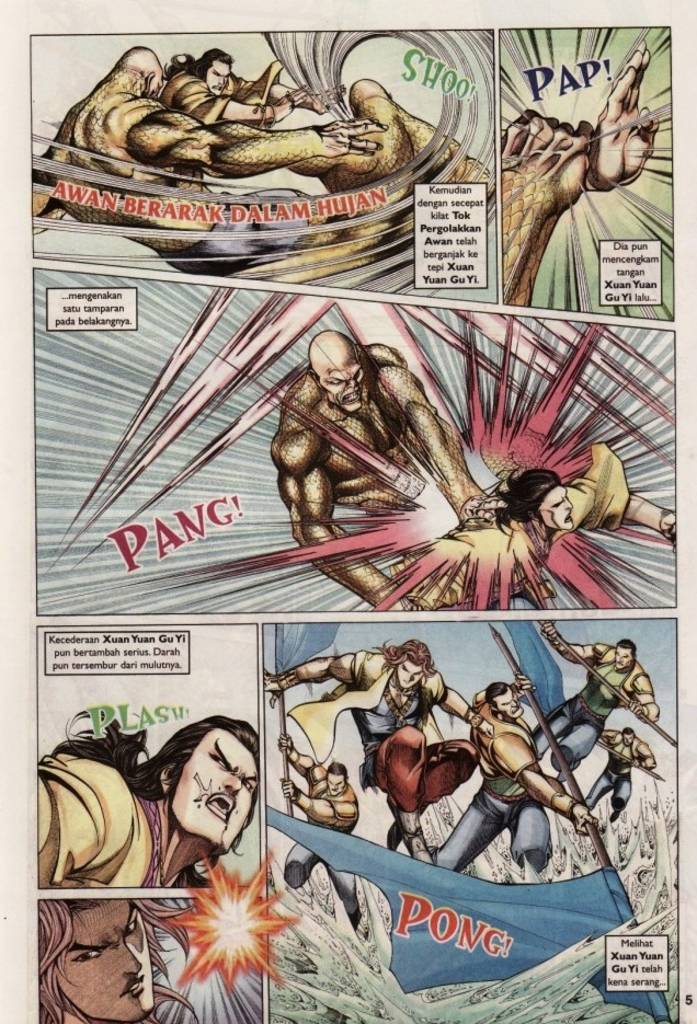 SHOO!
AWAN BERARAK DALAM HUJAN
Kemudian
dengan secepat
kilat Tok
Pergolakkan
Awan telah
berganjak ke
tepi Xuan
Yuan Gu Yi.
PAP!
Dia pun
mencengkam
tangan
Xuan Yuan
Gu Yi lalu...
...mengenakan
satu tamparan
pada belakangnya.
PANG!
Kecederaan Xuan Yuan Gu Yi
pun bertambah serius. Darah
pun tersembur dari mulutnya.
PLASH!
PONG!
Melihat
Xuan Yuan
Gu Yi telah
kena serang...
5